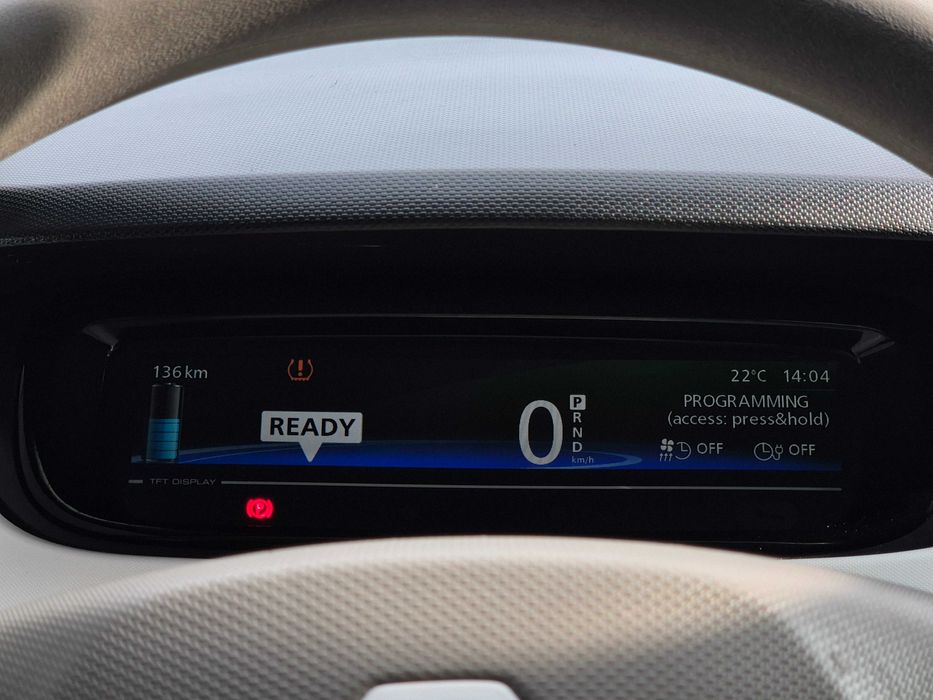 136 km
22°C 14:04
READY
0
P
R
N
D
km/h
PROGRAMMING
(access: press&hold)
OFF
OFF
TFT DISPLAY
P